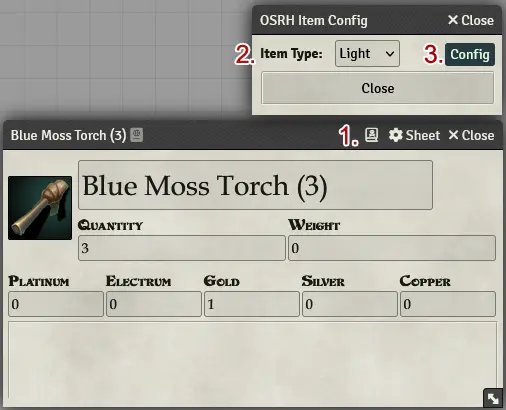 OSRH Item Config
Close
2. Item Type: Light 3. Config
Close
Blue Moss Torch (3) 1. Sheet Close
Blue Moss Torch (3)
Quantity Weight
3 0
Platinum Electrum Gold Silver Copper
0 0 1 0 0